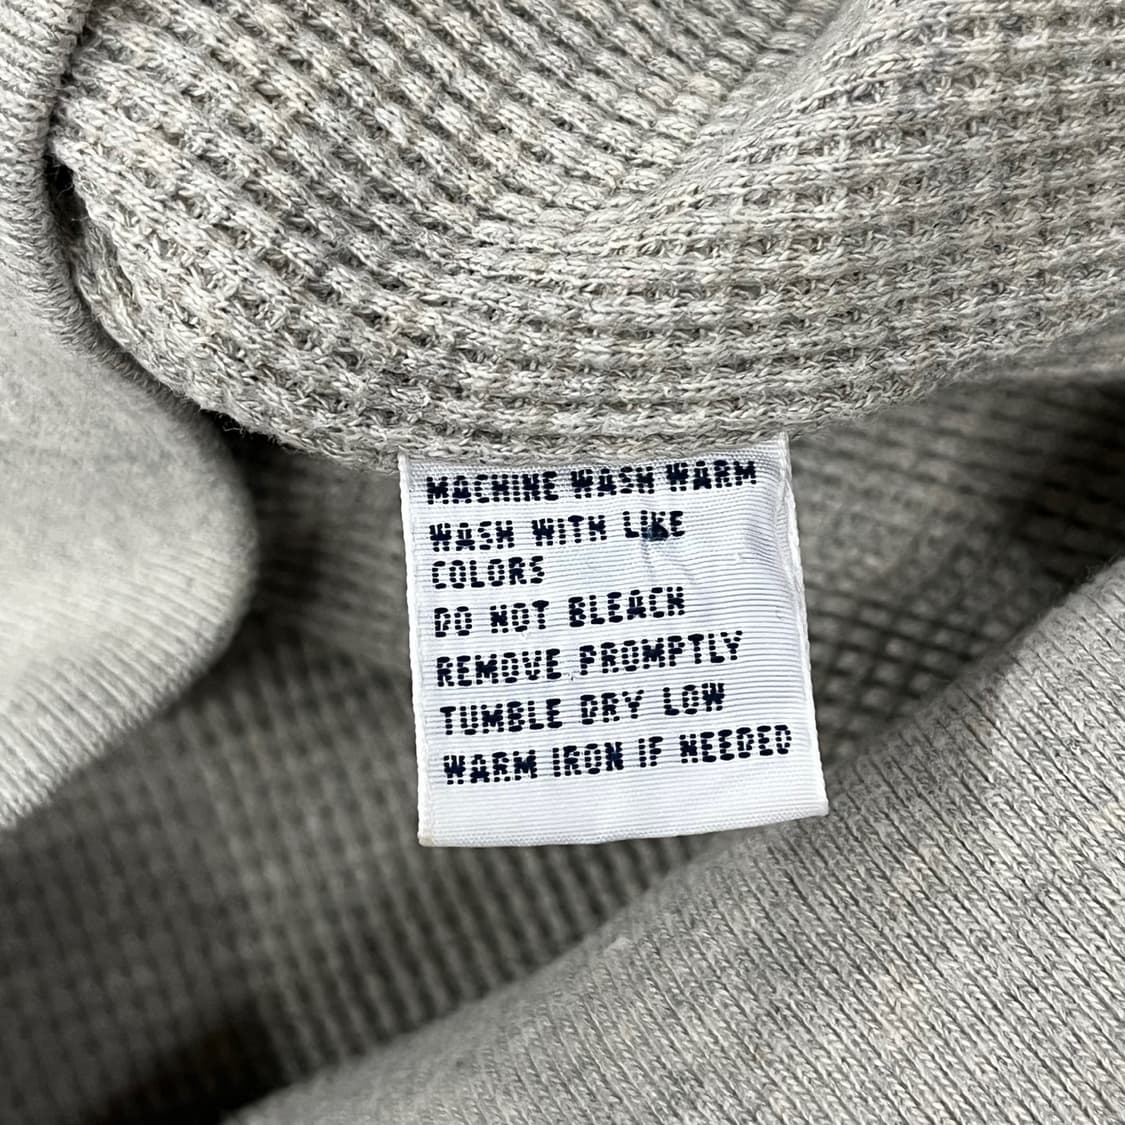 MACHINE WASH WARM
WASH WITH LIKE
COLORS
DO NOT BLEACH
REMOVE PROMPTLY
TUMBLE DRY LOW
WARM IRON IF NEEDED